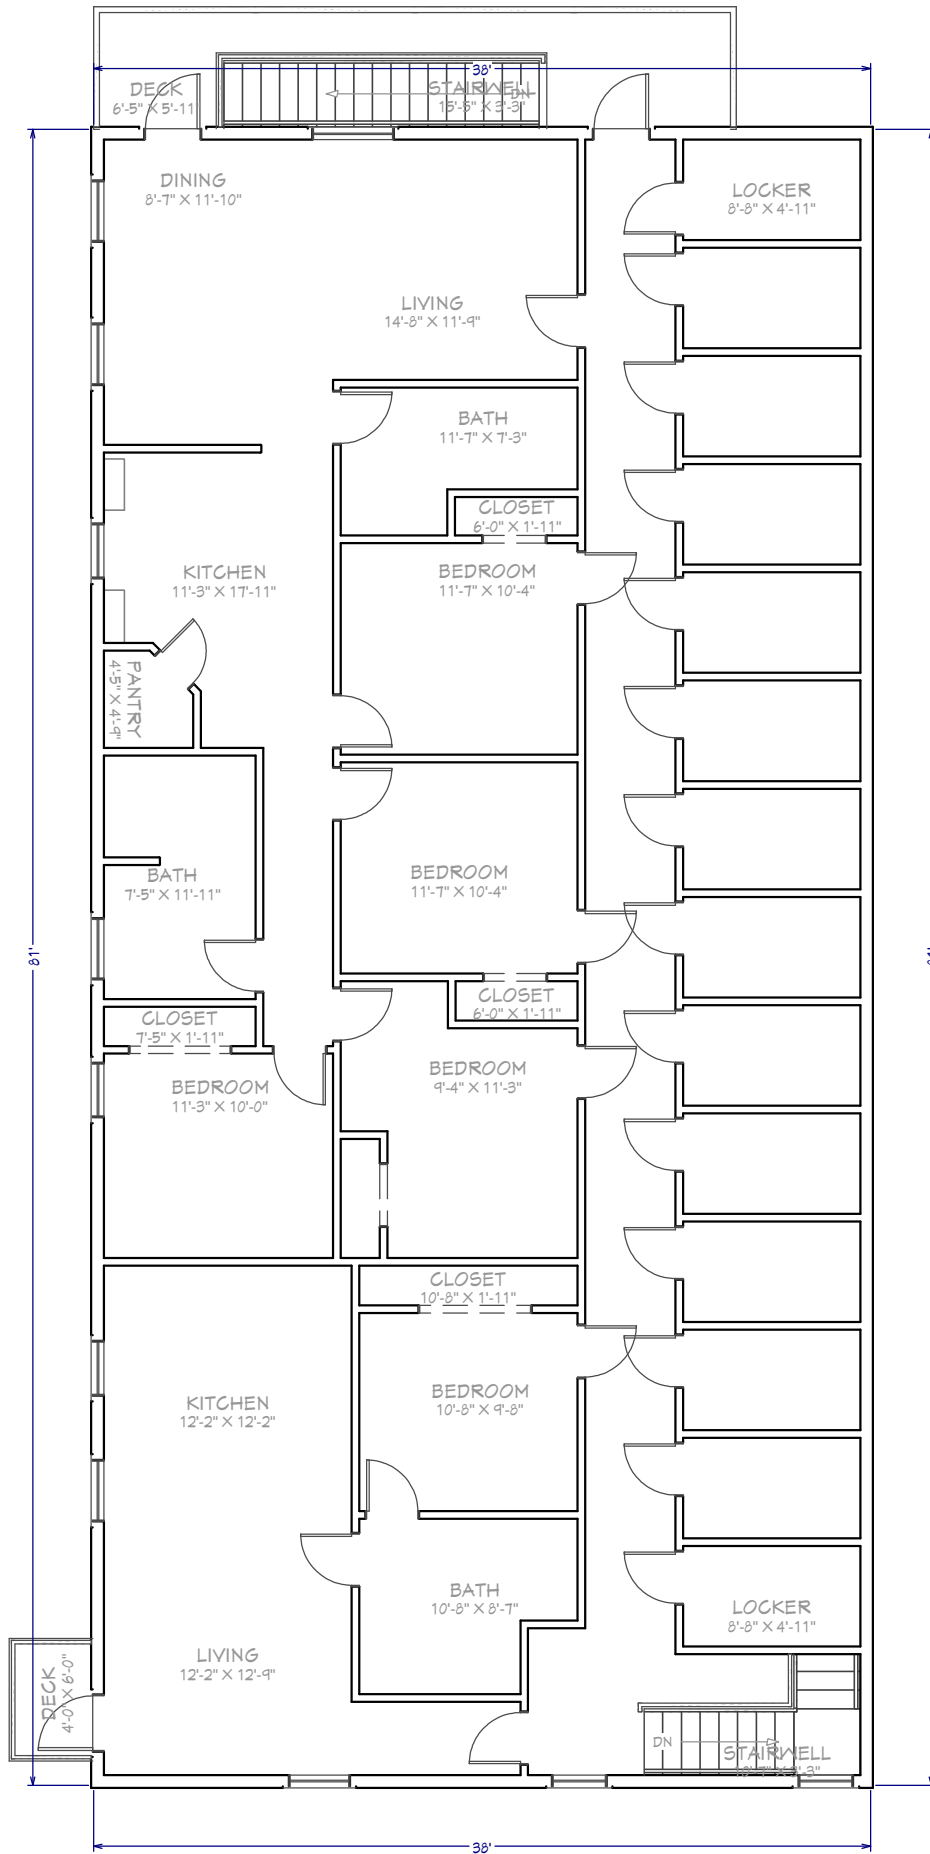 38'
DECK
6'-5" X 5'-11
STAIRWELL
15'-5" X 3'-3"
DN
DINING
8'-7" X 11'-10"
LOCKER
8'-8" X 4'-11"
LIVING
14'-8" X 11'-9"
BATH
11'-7" X 7'-3"
CLOSET
6'-0" X 1'-11"
KITCHEN
11'-3" X 17'-11"
BEDROOM
11'-7" X 10'-4"
PANTRY
4'-5" X 4'-9"
BATH
7'-5" X 11'-11"
BEDROOM
11'-7" X 10'-4"
81'
CLOSET
6'-0" X 1'-11"
CLOSET
7'-5" X 1'-11"
BEDROOM
11'-3" X 10'-0"
BEDROOM
9'-4" X 11'-3"
CLOSET
10'-8" X 1'-11"
KITCHEN
12'-2" X 12'-2"
BEDROOM
10'-8" X 9'-8"
BATH
10'-8" X 8'-7"
LOCKER
8'-8" X 4'-11"
LIVING
12'-2" X 12'-9"
DECK
4'-0" X 6'-0"
DN
STAIRWELL
38'